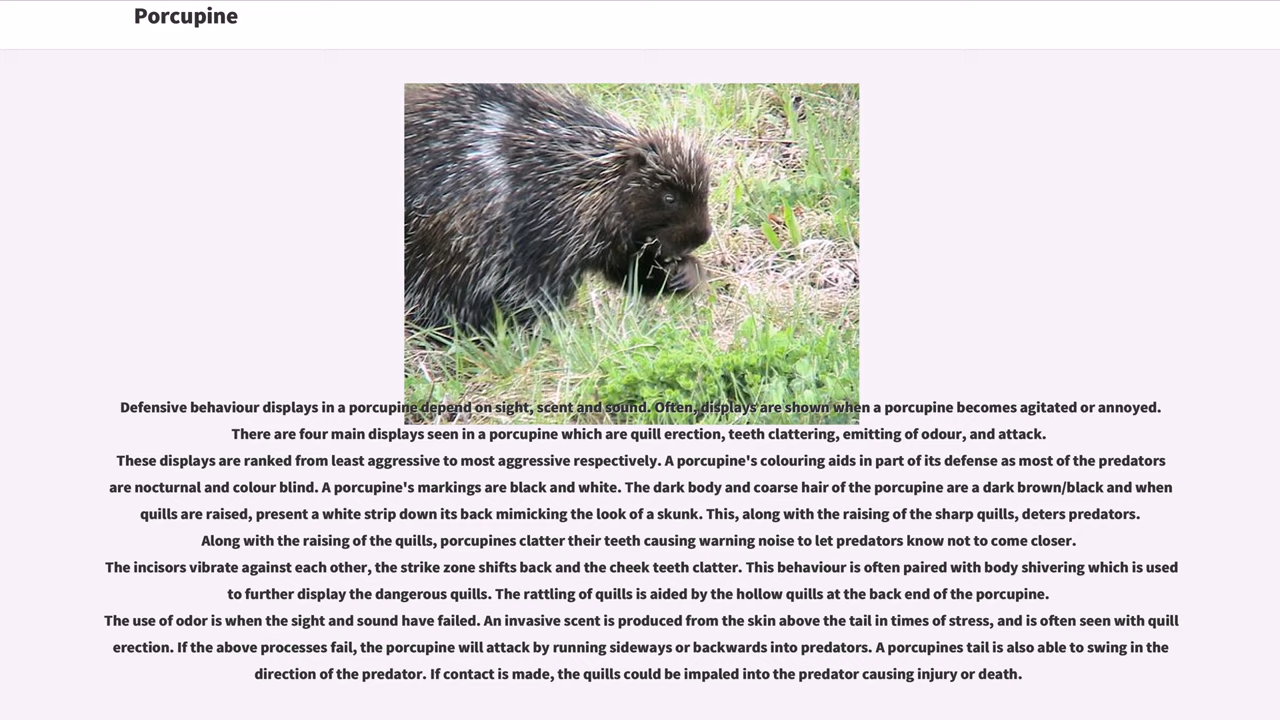 Porcupine
Defensive behaviour displays in a porcupine depend on sight, scent and sound. Often, displays are shown when a porcupine becomes agitated or annoyed.
There are four main displays seen in a porcupine which are quill erection, teeth clattering, emitting of odour, and attack.
These displays are ranked from least aggressive to most aggressive respectively. A porcupine's colouring aids in part of its defense as most of the predators
are nocturnal and colour blind. A porcupine's markings are black and white. The dark body and coarse hair of the porcupine are a dark brown/black and when
quills are raised, present a white strip down its back mimicking the look of a skunk. This, along with the raising of the sharp quills, deters predators.
Along with the raising of the quills, porcupines clatter their teeth causing warning noise to let predators know not to come closer.
The incisors vibrate against each other, the strike zone shifts back and the cheek teeth clatter. This behaviour is often paired with body shivering which is used
to further display the dangerous quills. The rattling of quills is aided by the hollow quills at the back end of the porcupine.
The use of odor is when the sight and sound have failed. An invasive scent is produced from the skin above the tail in times of stress, and is often seen with quill
erection. If the above processes fail, the porcupine will attack by running sideways or backwards into predators. A porcupines tail is also able to swing in the
direction of the predator. If contact is made, the quills could be impaled into the predator causing injury or death.